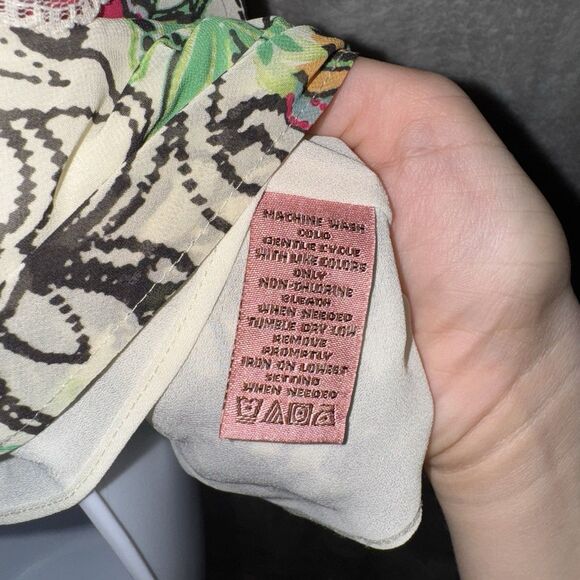 MACHINE WASH
COLD
GENTLE CYCLE
WITH LIKE COLORS
ONLY
NON-CHLORINE
BLEACH
WHEN NEEDED
TUMBLE DRY LOW
REMOVE
PROMPTLY
IRON ON LOWEST
SETTING
WHEN NEEDED